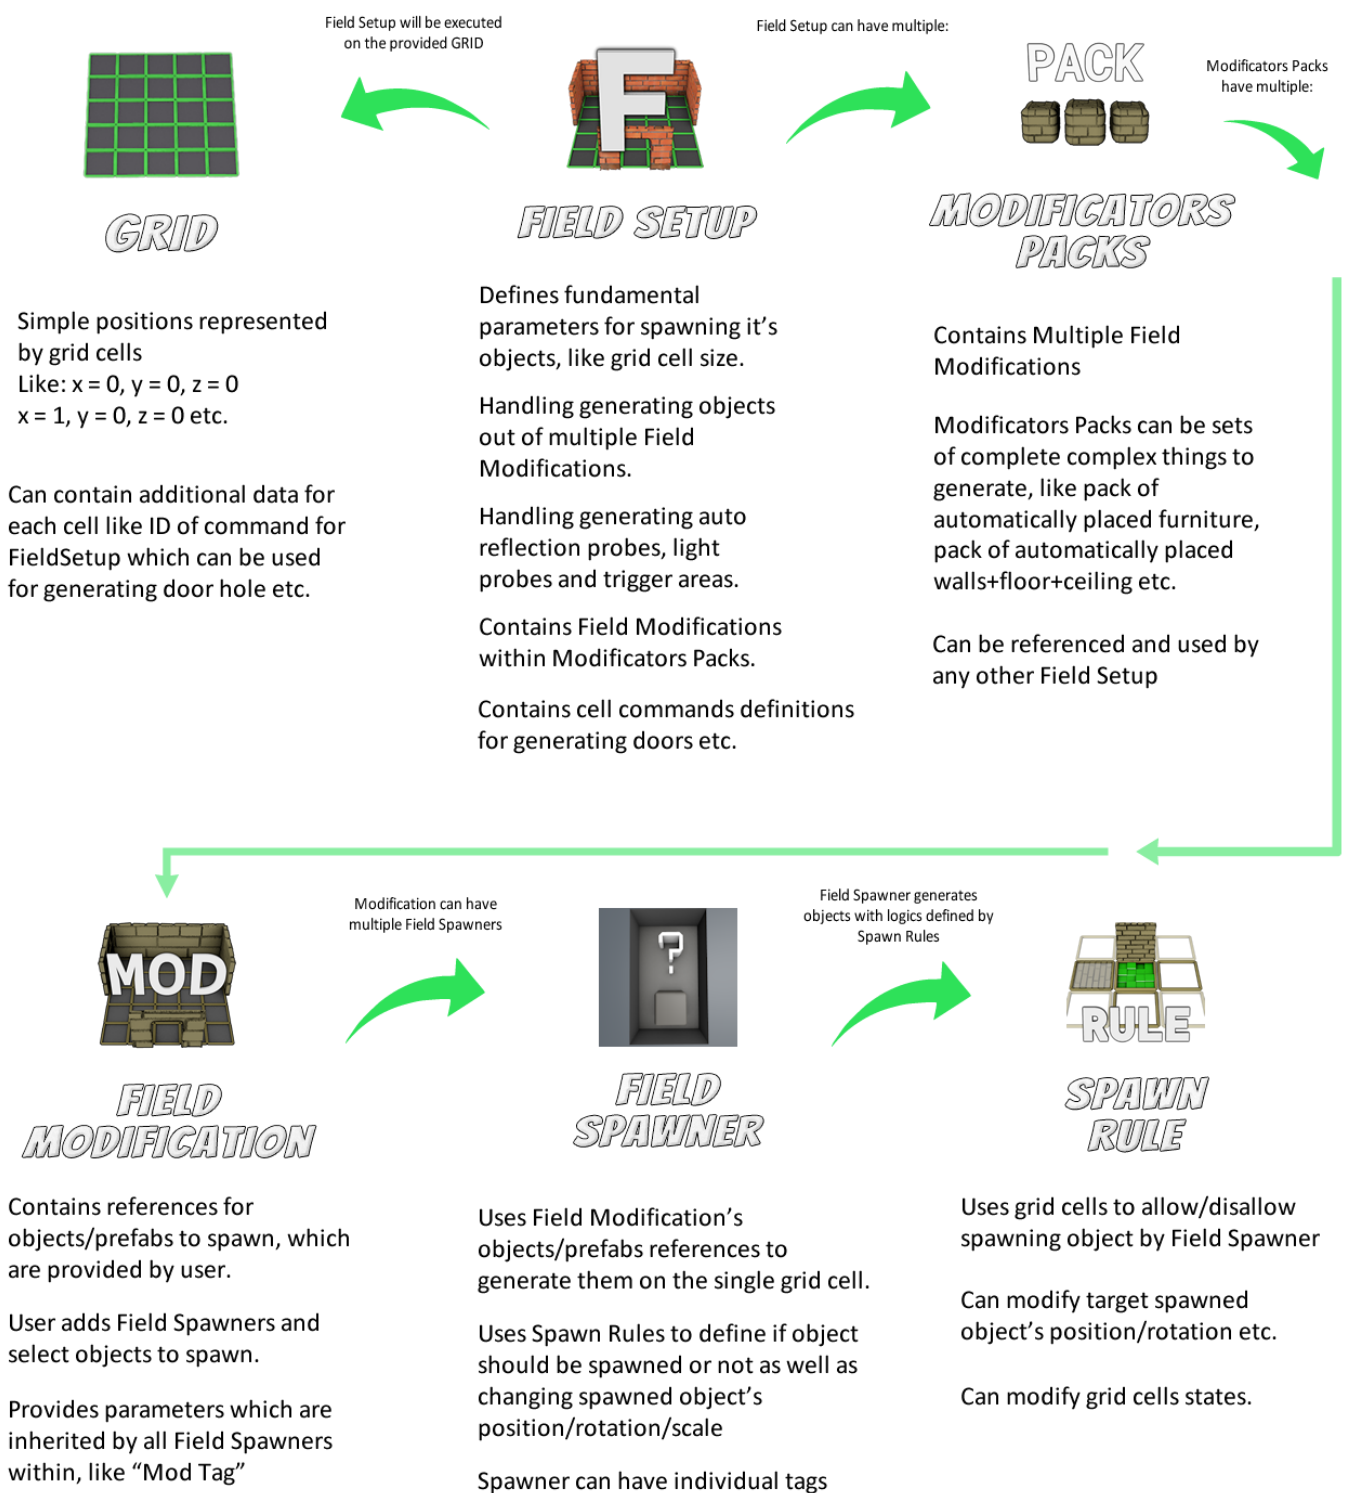 Field Setup will be executed
on the provided GRID
Field Setup can have multiple:
PACK
Modificators Packs
have multiple:
F
GRID
FIELD SETUP
MODIFICATORS
PACKS
Simple positions represented
by grid cells
Like: x = 0, y = 0, z = 0
x = 1, y = 0, z = 0 etc.
Can contain additional data for
each cell like ID of command for
FieldSetup which can be used
for generating door hole etc.
Defines fundamental
parameters for spawning it’s
objects, like grid cell size.
Handling generating objects
out of multiple Field
Modifications.
Handling generating auto
reflection probes, light
probes and trigger areas.
Contains Field Modifications
within Modificators Packs.
Contains cell commands definitions
for generating doors etc.
Contains Multiple Field
Modifications
Modificators Packs can be sets
of complete complex things to
generate, like pack of
automatically placed furniture,
pack of automatically placed
walls+floor+ceiling etc.
Can be referenced and used by
any other Field Setup
Modification can have
multiple Field Spawners
Field Spawner generates
objects with logics defined by
Spawn Rules
MOD
?
RULE
FIELD
MODIFICATION
FIELD
SPAWNER
SPAWN
RULE
Contains references for
objects/prefabs to spawn, which
are provided by user.
User adds Field Spawners and
select objects to spawn.
Provides parameters which are
inherited by all Field Spawners
within, like “Mod Tag”
Uses Field Modification’s
objects/prefabs references to
generate them on the single grid cell.
Uses Spawn Rules to define if object
should be spawned or not as well as
changing spawned object’s
position/rotation/scale
Spawner can have individual tags
Uses grid cells to allow/disallow
spawning object by Field Spawner
Can modify target spawned
object’s position/rotation etc.
Can modify grid cells states.